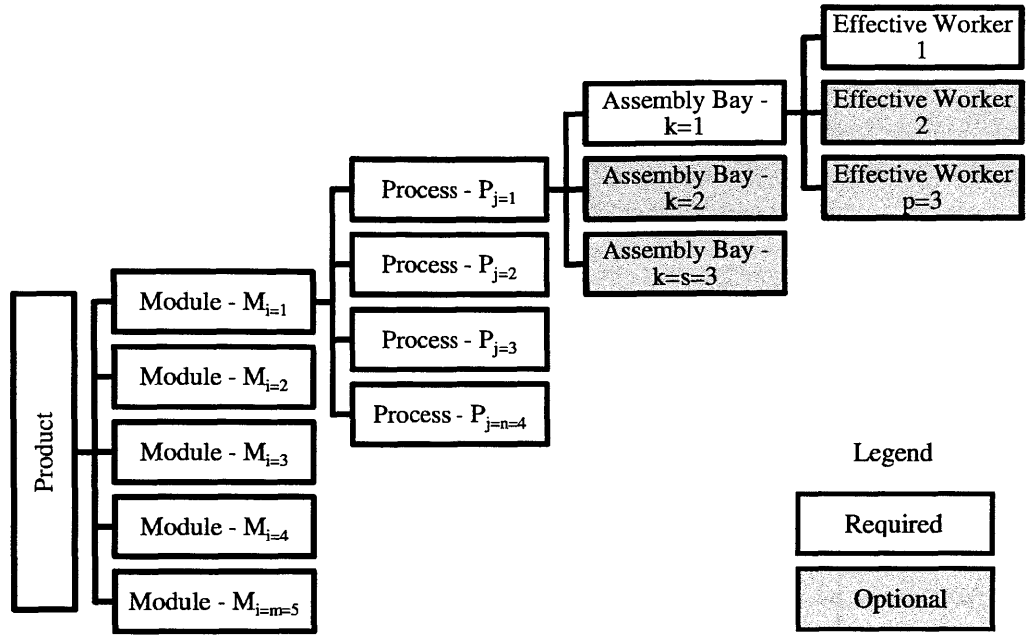 Effective Worker
1
Assembly Bay -
k=1
Effective Worker
2
Process - P_{j=1}
Assembly Bay -
k=2
Effective Worker
p=3
Process - P_{j=2}
Assembly Bay -
k=s=3
Module - M_{i=1}
Process - P_{j=3}
Module - M_{i=2}
Process - P_{j=n=4}
Product
Module - M_{i=3}
Legend
Module - M_{i=4}
Required
Module - M_{i=m=5}
Optional